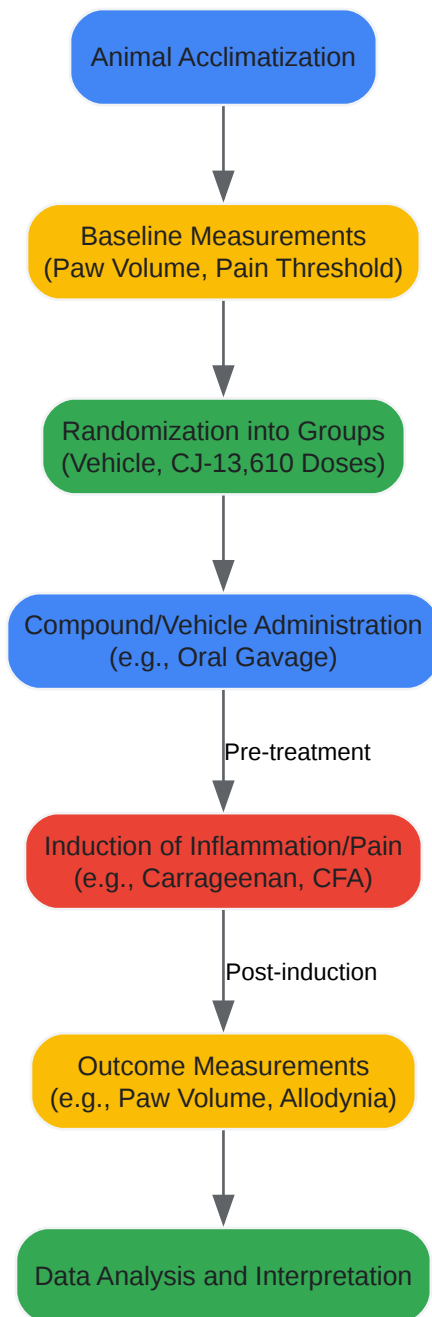 Animal Acclimatization
Baseline Measurements
(Paw Volume, Pain Threshold)
Randomization into Groups
(Vehicle, CJ-13,610 Doses)
Compound/Vehicle Administration
(e.g., Oral Gavage)
Pre-treatment
Induction of Inflammation/Pain
(e.g., Carrageenan, CFA)
Post-induction
Outcome Measurements
(e.g., Paw Volume, Allodynia)
Data Analysis and Interpretation